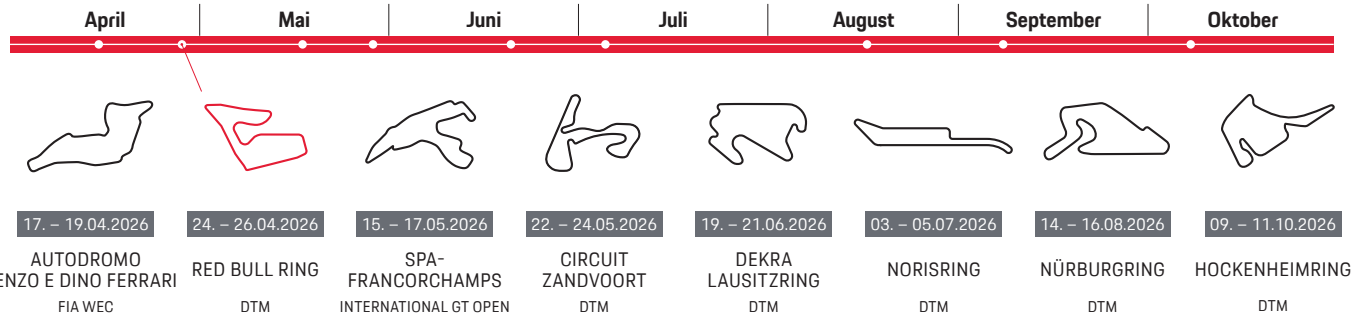 April
Mai
Juni
Juli
August
September
Oktober
17. – 19.04.2026
24. – 26.04.2026
15. – 17.05.2026
22. – 24.05.2026
19. – 21.06.2026
03. – 05.07.2026
14. – 16.08.2026
09. – 11.10.2026
AUTODROMO
ENZO E DINO FERRARI
FIA WEC
RED BULL RING
DTM
SPA-
FRANCORCHAMPS
INTERNATIONAL GT OPEN
CIRCUIT
ZANDVOORT
DTM
DEKRA
LAUSITZRING
DTM
NORISRING
DTM
NÜRBURGRING
DTM
HOCKENHEIMRING
DTM